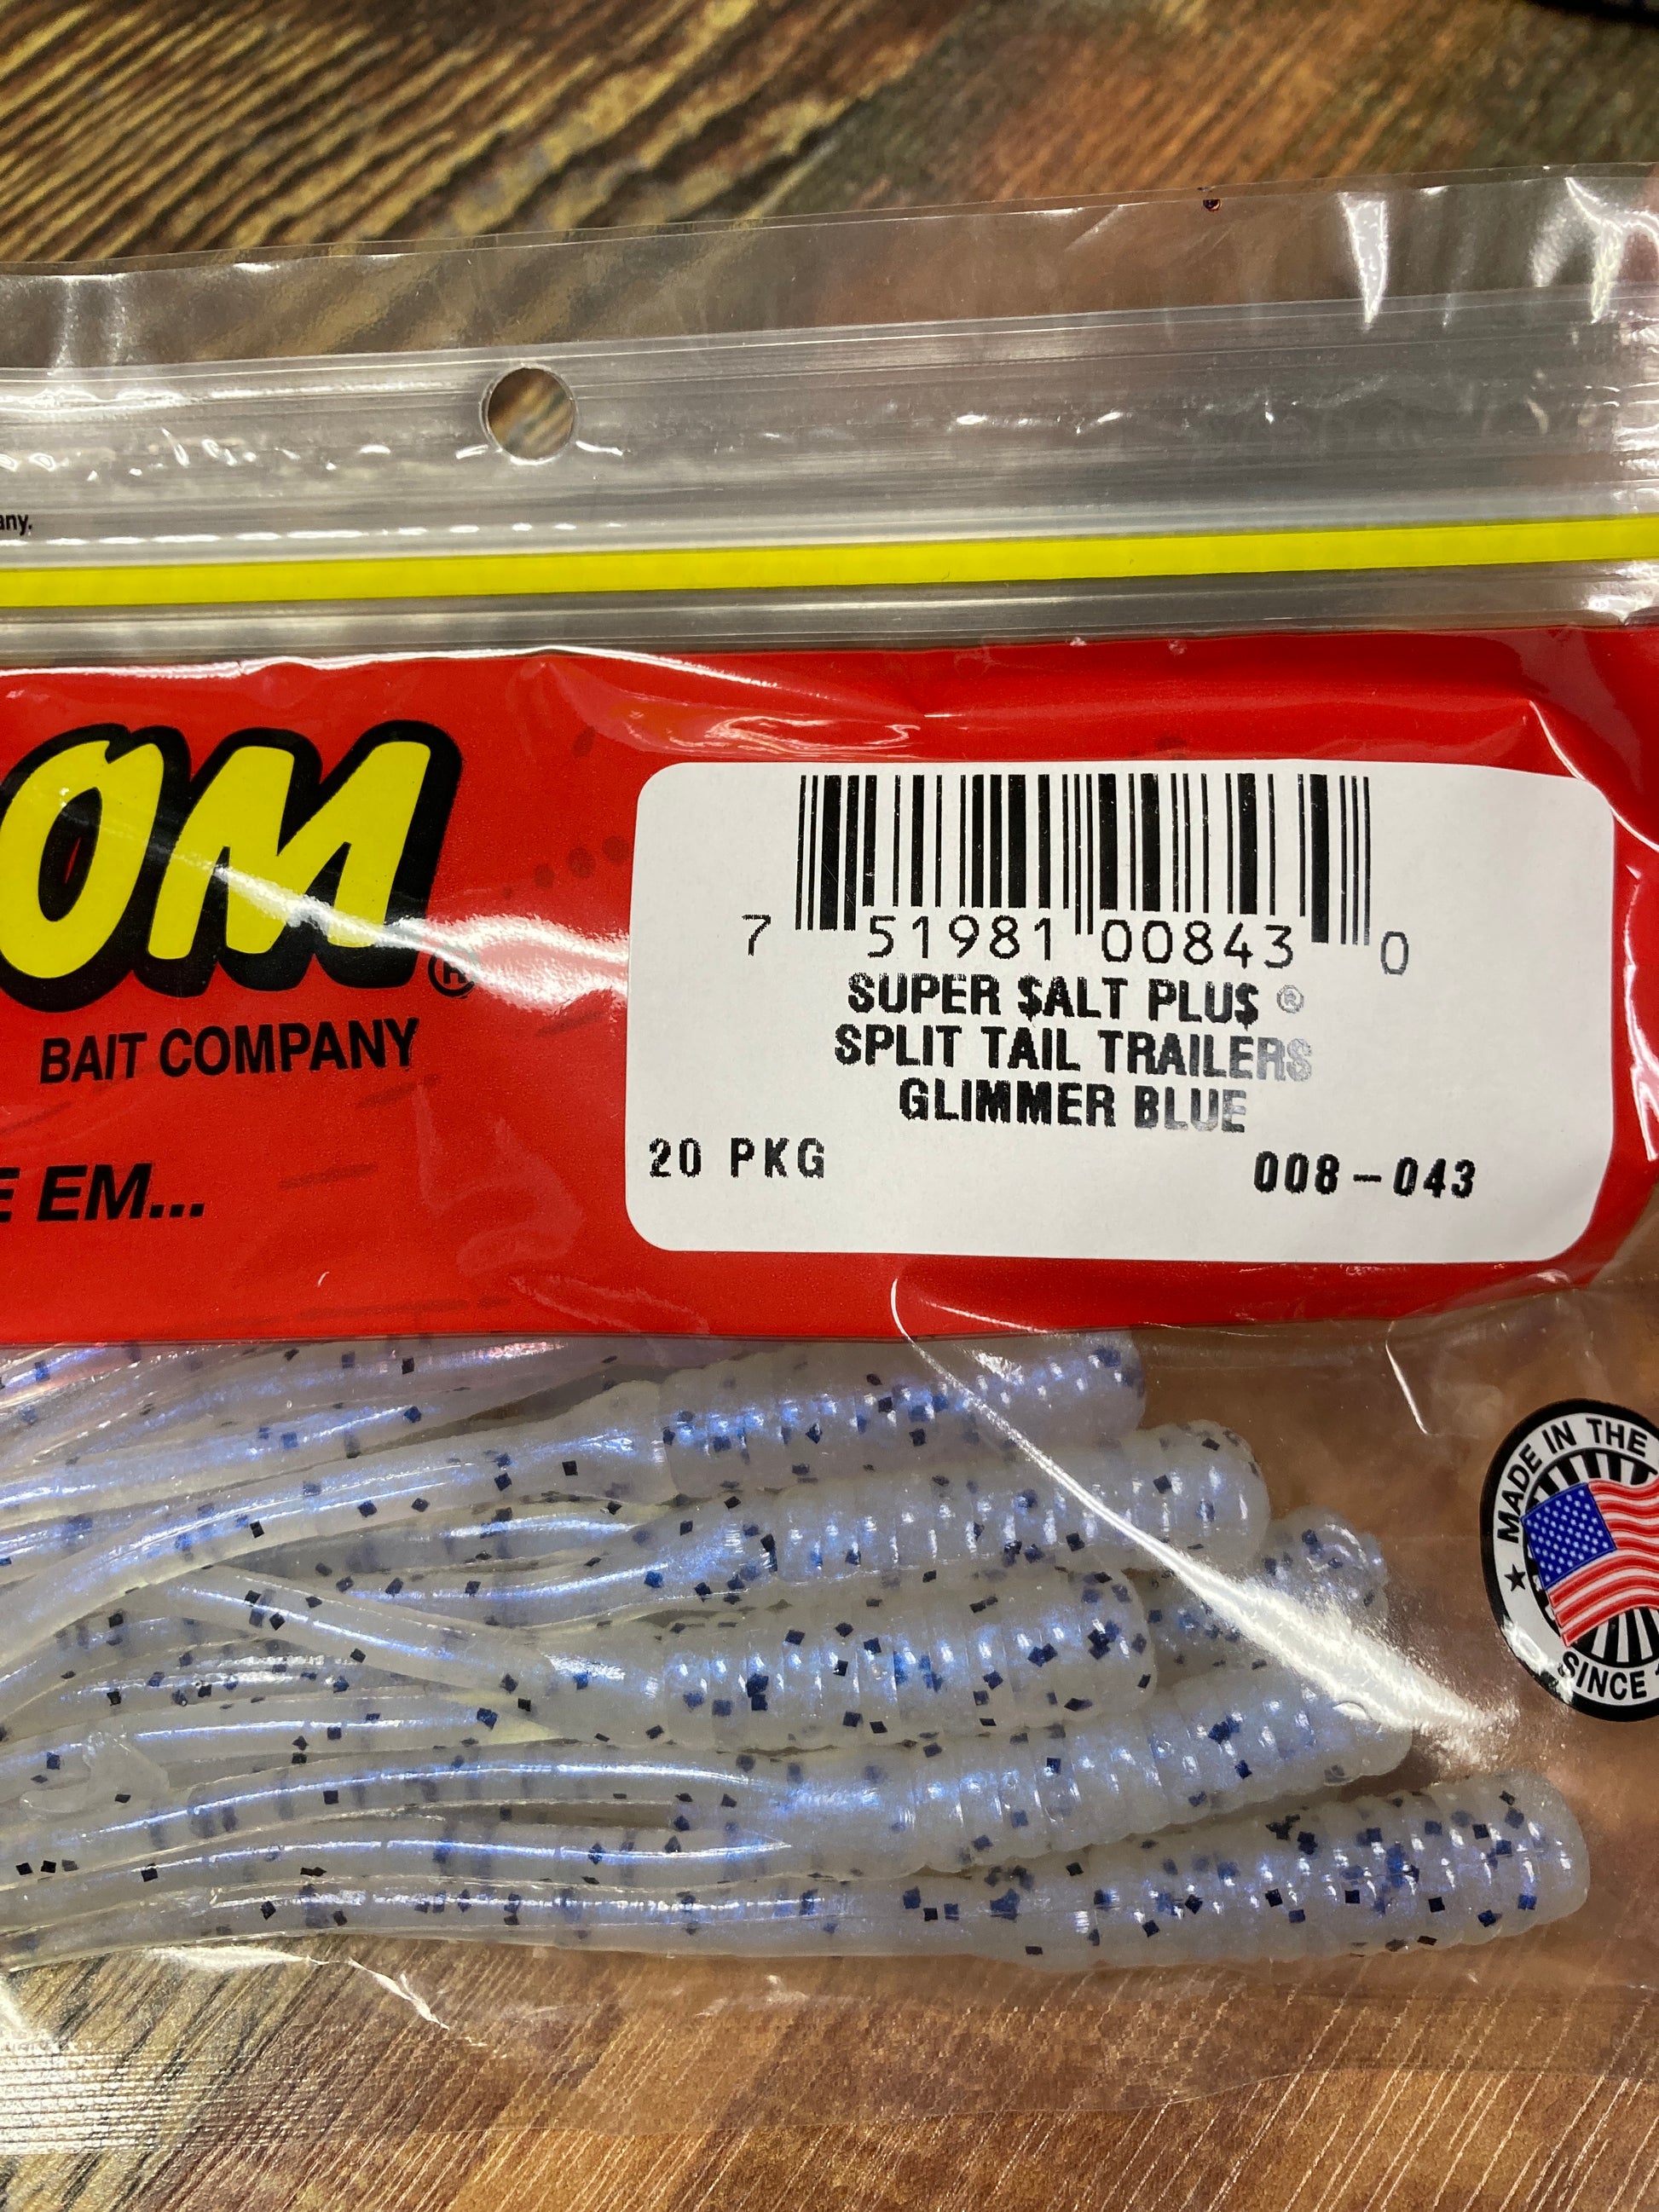 any.
OM®
BAIT COMPANY
E EM...
7 51981 00843 0
SUPER $ALT PLU$ ®
SPLIT TAIL TRAILERS
GLIMMER BLUE
20 PKG 008-043
★ MADE IN THE
SINCE